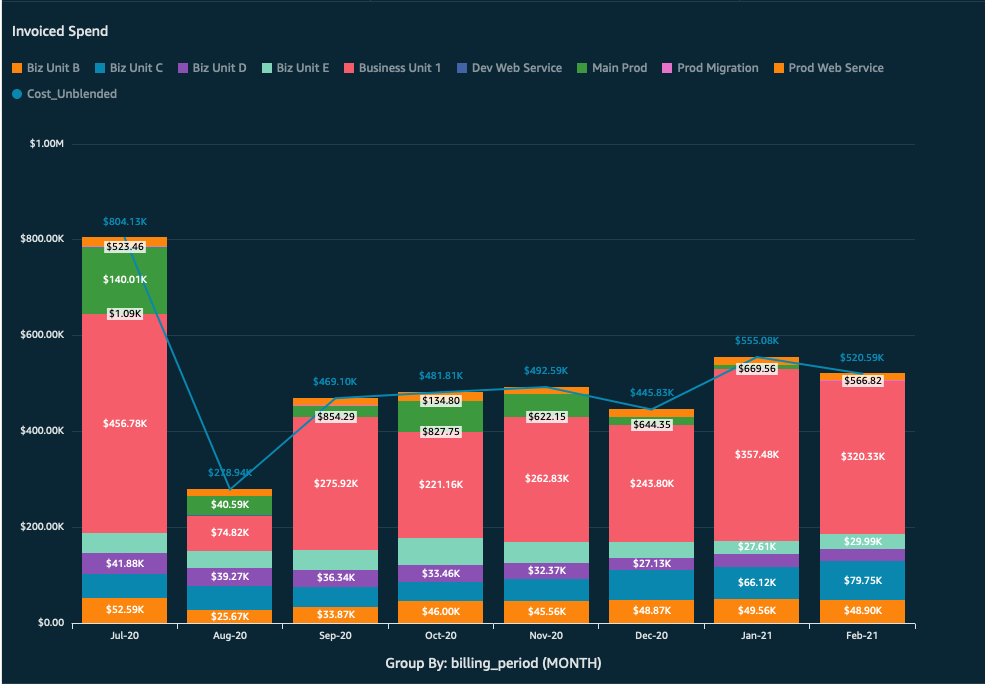 Invoiced Spend
Biz Unit B Biz Unit C Biz Unit D Biz Unit E Business Unit 1 Dev Web Service Main Prod Prod Migration Prod Web Service
Cost_Unblended
$1.00M
$804.13K
$800.00K
$523.46
$140.01K
$1.09K
$600.00K
$555.08K
$520.59K
$469.10K $481.81K $492.59K $445.83K
$134.80 $669.56 $566.82
$456.78K
$400.00K
$854.29 $827.75 $622.15 $644.35
$278.94K
$40.59K
$74.82K
$275.92K $221.16K $262.83K $243.80K $357.48K $320.33K
$200.00K
$27.61K $29.99K
$41.88K $39.27K $36.34K $33.46K $32.37K $27.13K
$66.12K $79.75K
$52.59K $25.67K $33.87K $46.00K $45.56K $48.87K $49.56K $48.90K
$0.00
Jul-20 Aug-20 Sep-20 Oct-20 Nov-20 Dec-20 Jan-21 Feb-21
Group By: billing_period (MONTH)